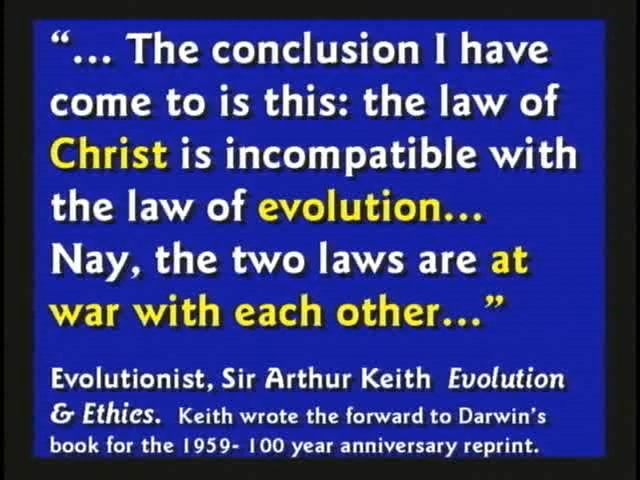 “... The conclusion I have
come to is this: the law of
Christ is incompatible with
the law of evolution...
Nay, the two laws are at
war with each other...”
Evolutionist, Sir Arthur Keith Evolution
& Ethics. Keith wrote the forward to Darwin's
book for the 1959- 100 year anniversary reprint.